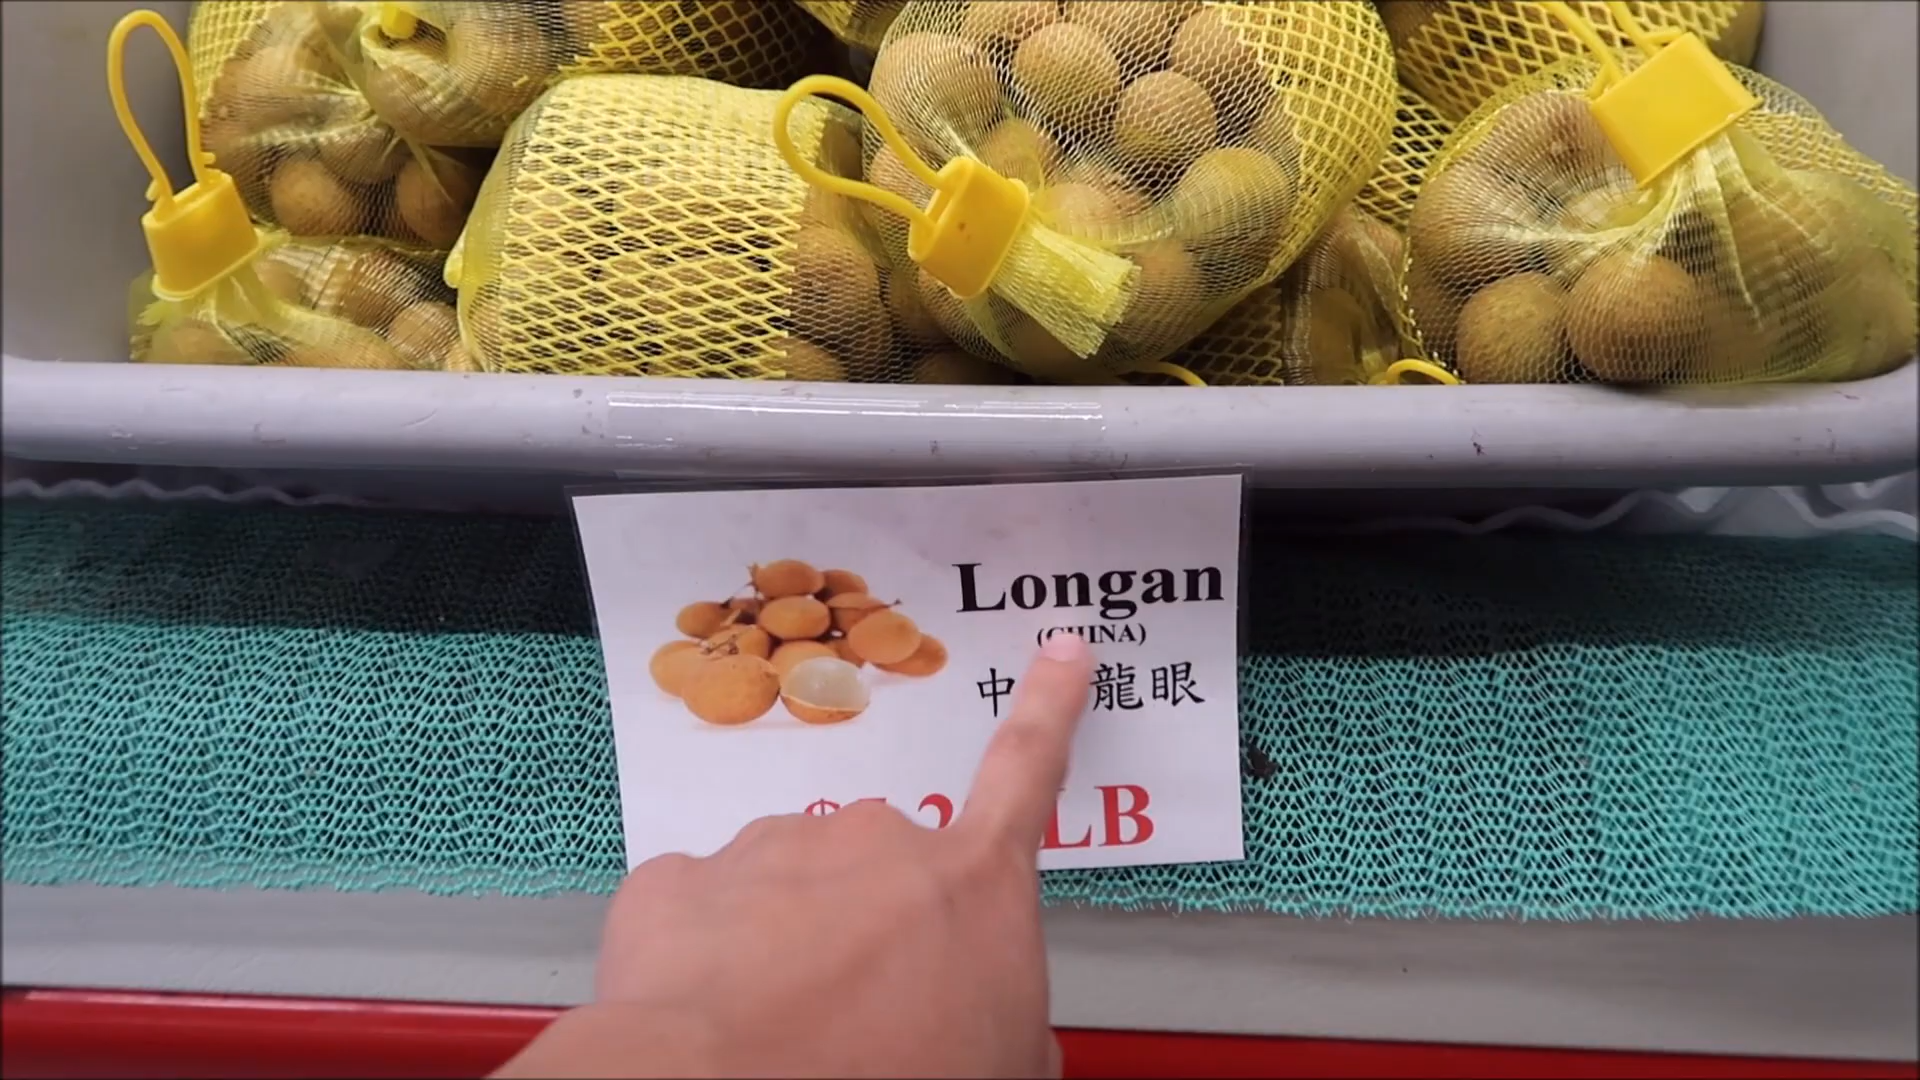 Longan
(CHINA)
中 龍眼
LB